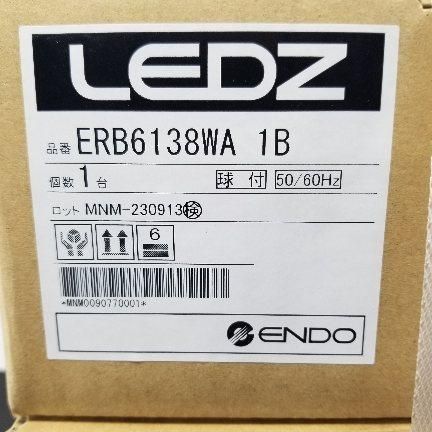 LEDZ
品番 ERB6138WA 1B
個数 1 台 球付 50/60Hz
ロット MNM-230913 検
6
*MNM0090770001*
ENDO